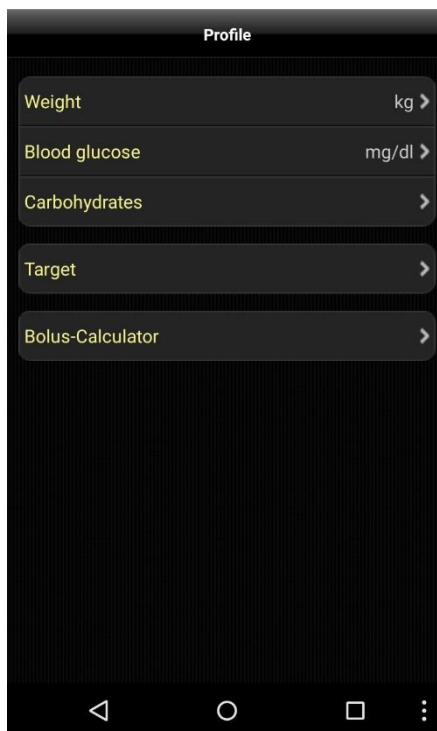 Profile
Weight kg
Blood glucose mg/dl
Carbohydrates
Target
Bolus-Calculator